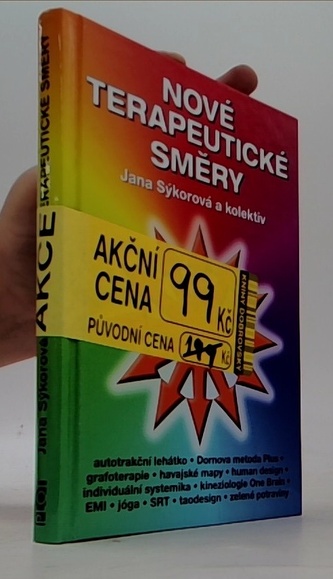 NOVÉ
TERAPEUTICKÉ
SMĚRY
Jana Sýkorová a kolektiv
AKČNÍ
CENA
99 Kč
PŮVODNÍ CENA
Kč
KNIHY DOBROVSKÝ
autotrakční lehátko • Dornova metoda Plus •
grafoterapie • havajské mapy • human design •
individuální systemika • kineziologie One Brain •
EMI • jóga • SRT • taodesign • zelené potraviny
TERAPEUTICKÉ SMĚRY
AKCE
Jana Sýkorová